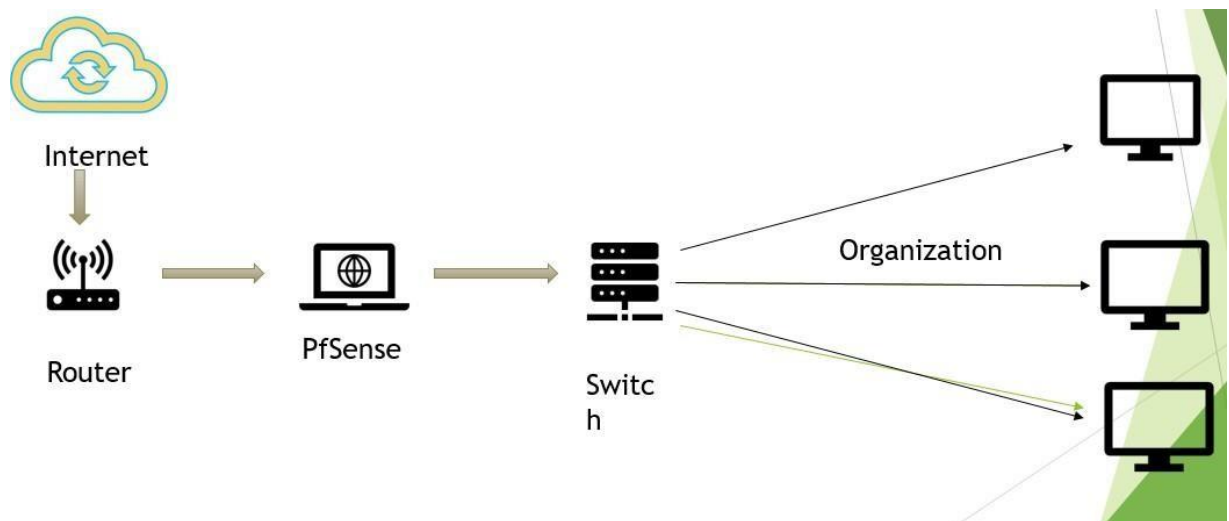 Internet
Router
PfSense
Switc
h
Organization